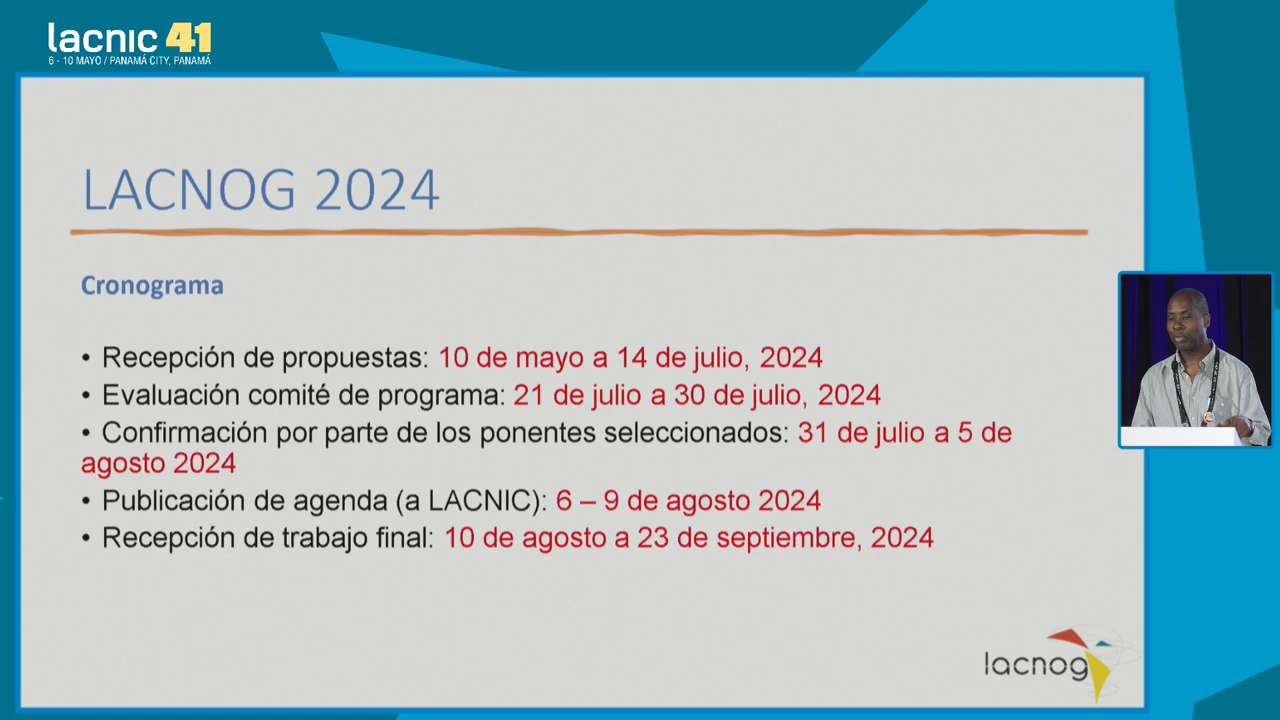 lacnic 41
6 - 10 MAYO / PANAMÁ CITY, PANAMÁ
LACNOG 2024
Cronograma
• Recepción de propuestas: 10 de mayo a 14 de julio, 2024
• Evaluación comité de programa: 21 de julio a 30 de julio, 2024
• Confirmación por parte de los ponentes seleccionados: 31 de julio a 5 de
agosto 2024
• Publicación de agenda (a LACNIC): 6 – 9 de agosto 2024
• Recepción de trabajo final: 10 de agosto a 23 de septiembre, 2024
lacnog